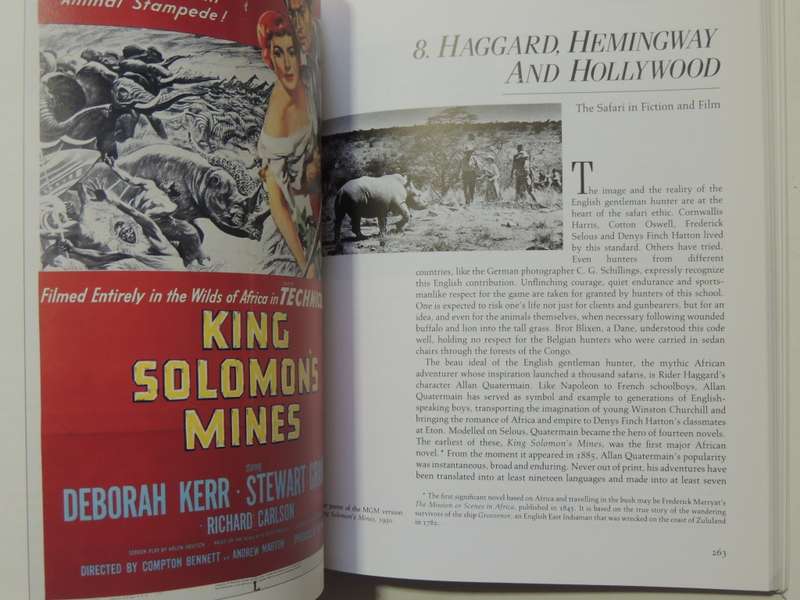 Animal Stampede!
Filmed Entirely in the Wilds of Africa in TECHNIC
KING
SOLOMON'S
MINES
STARRING
DEBORAH KERR · STEWART GRAN
· RICHARD CARLSON
SCREEN PLAY BY HELEN DEUTSCH · BASED ON THE NOVEL BY
DIRECTED BY COMPTON BENNETT AND ANDREW MARTON
poster of the MGM version
Solomon's Mines, 1950.
8. HAGGARD, HEMINGWAY
AND HOLLYWOOD
The Safari in Fiction and Film
The image and the reality of the
English gentleman hunter are at the
heart of the safari ethic. Cornwallis
Harris, Cotton Oswell, Frederick
Selous and Denys Finch Hatton lived
by this standard. Others have tried.
Even hunters from different
countries, like the German photographer C. G. Schillings, expressly recognize
this English contribution. Unflinching courage, quiet endurance and sports-
manlike respect for the game are taken for granted by hunters of this school.
One is expected to risk one's life not just for clients and gunbearers, but for an
idea, and even for the animals themselves, when necessary following wounded
buffalo and lion into the tall grass. Bror Blixen, a Dane, understood this code
well, holding no respect for the Belgian hunters who were carried in sedan
chairs through the forests of the Congo.
The beau ideal of the English gentleman hunter, the mythic African
adventurer whose inspiration launched a thousand safaris, is Rider Haggard's
character Allan Quatermain. Like Napoleon to French schoolboys, Allan
Quatermain has served as symbol and example to generations of English-
speaking boys, transporting the imagination of young Winston Churchill and
bringing the romance of Africa and empire to Denys Finch Hatton's classmates
at Eton. Modelled on Selous, Quatermain became the hero of fourteen novels.
The earliest of these, King Solomon's Mines, was the first major African
novel.* From the moment it appeared in 1885, Allan Quatermain's popularity
was instantaneous, broad and enduring. Never out of print, his adventures have
been translated into at least nineteen languages and made into at least seven
* The first significant novel based on Africa and travelling in the bush may be Frederick Marryat's
The Mission or Scenes in Africa, published in 1845. It is based on the true story of the wandering
survivors of the ship Grosvenor, an English East Indiaman that was wrecked on the coast of Zululand
in 1782.
263